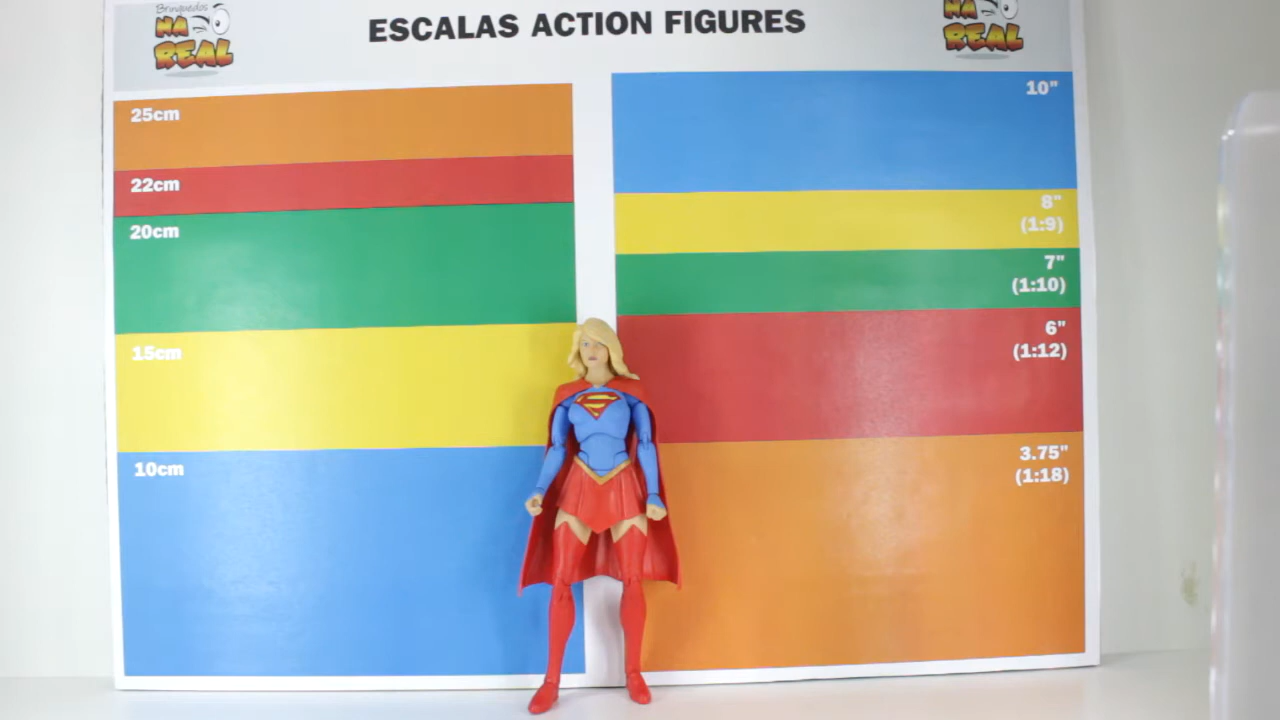 Brinquedos
NA
REAL
ESCALAS ACTION FIGURES
NA
REAL
25cm
22cm
20cm
15cm
10cm
10"
8"
(1:9)
7"
(1:10)
6"
(1:12)
3.75"
(1:18)
S